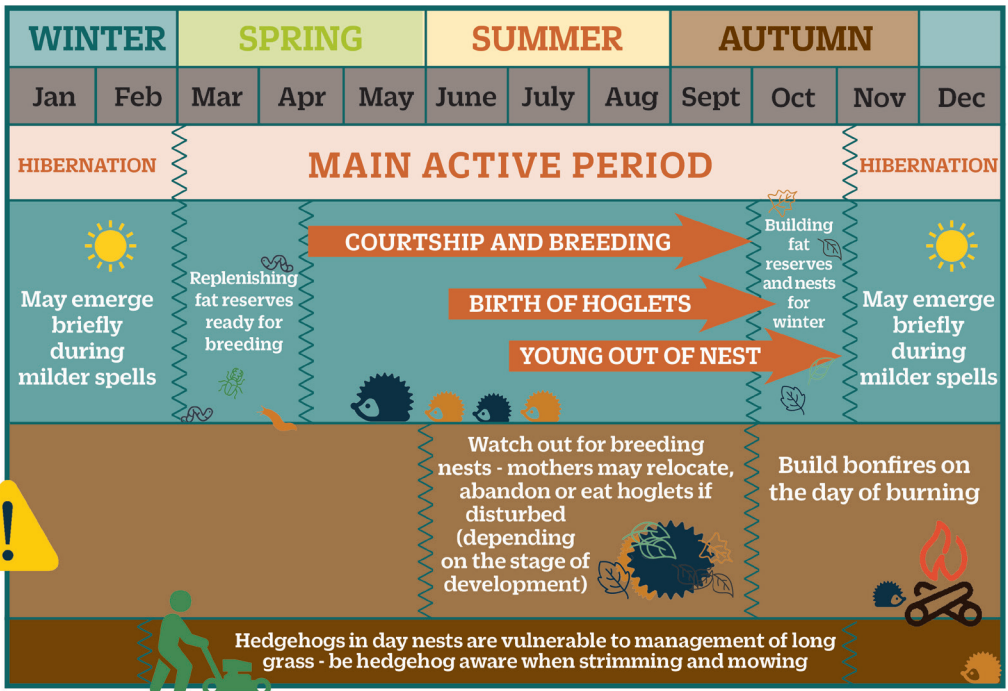 WINTER SPRING SUMMER AUTUMN
Jan Feb Mar Apr May June July Aug Sept Oct Nov Dec
HIBERNATION MAIN ACTIVE PERIOD HIBERNATION
May emerge
briefly
during
milder spells
Replenishing
fat reserves
ready for
breeding
COURTSHIP AND BREEDING
BIRTH OF HOGLETS
YOUNG OUT OF NEST
Building
fat
reserves
and nests
for
winter
May emerge
briefly
during
milder spells
!
Watch out for breeding
nests - mothers may relocate,
abandon or eat hoglets if
disturbed
(depending
on the stage of
development)
Build bonfires on
the day of burning
Hedgehogs in day nests are vulnerable to management of long
grass - be hedgehog aware when strimming and mowing